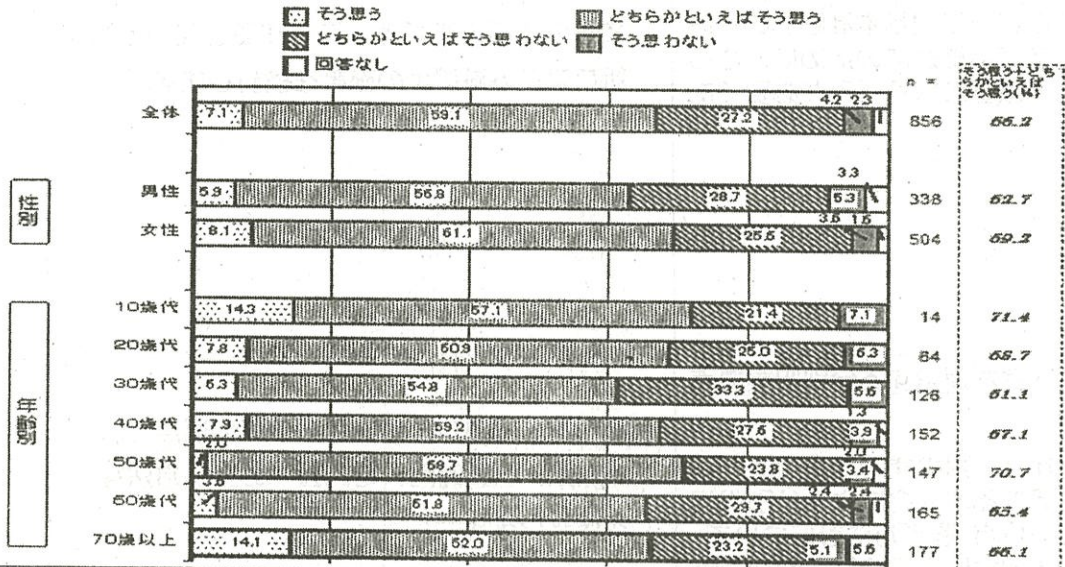 そう思う
どちらかといえばそう思う
どちらかといえばそう思わない
そう思わない
回答なし
n =
そう思う+どち
らかといえば
そう思う(%)
4.2 2.3
全体 7.1 59.1 27.2 856 66.2
性別
3.3
男性 5.9 56.8 28.7 5.3 338 62.7
3.6 1.6
女性 8.1 61.1 25.6 504 69.2
年齢別
10歳代 14.3 57.1 21.4 7.1 14 71.4
20歳代 7.8 60.9 25.0 6.3 64 68.7
30歳代 6.3 54.8 33.3 5.6 126 61.1
1.3
40歳代 7.9 59.2 27.6 3.9 152 67.1
2.0 2.0
50歳代 68.7 23.8 3.4 147 70.7
3.6 2.4 2.4
60歳代 61.8 29.7 165 65.4
70歳以上 14.1 52.0 23.2 5.1 5.6 177 66.1